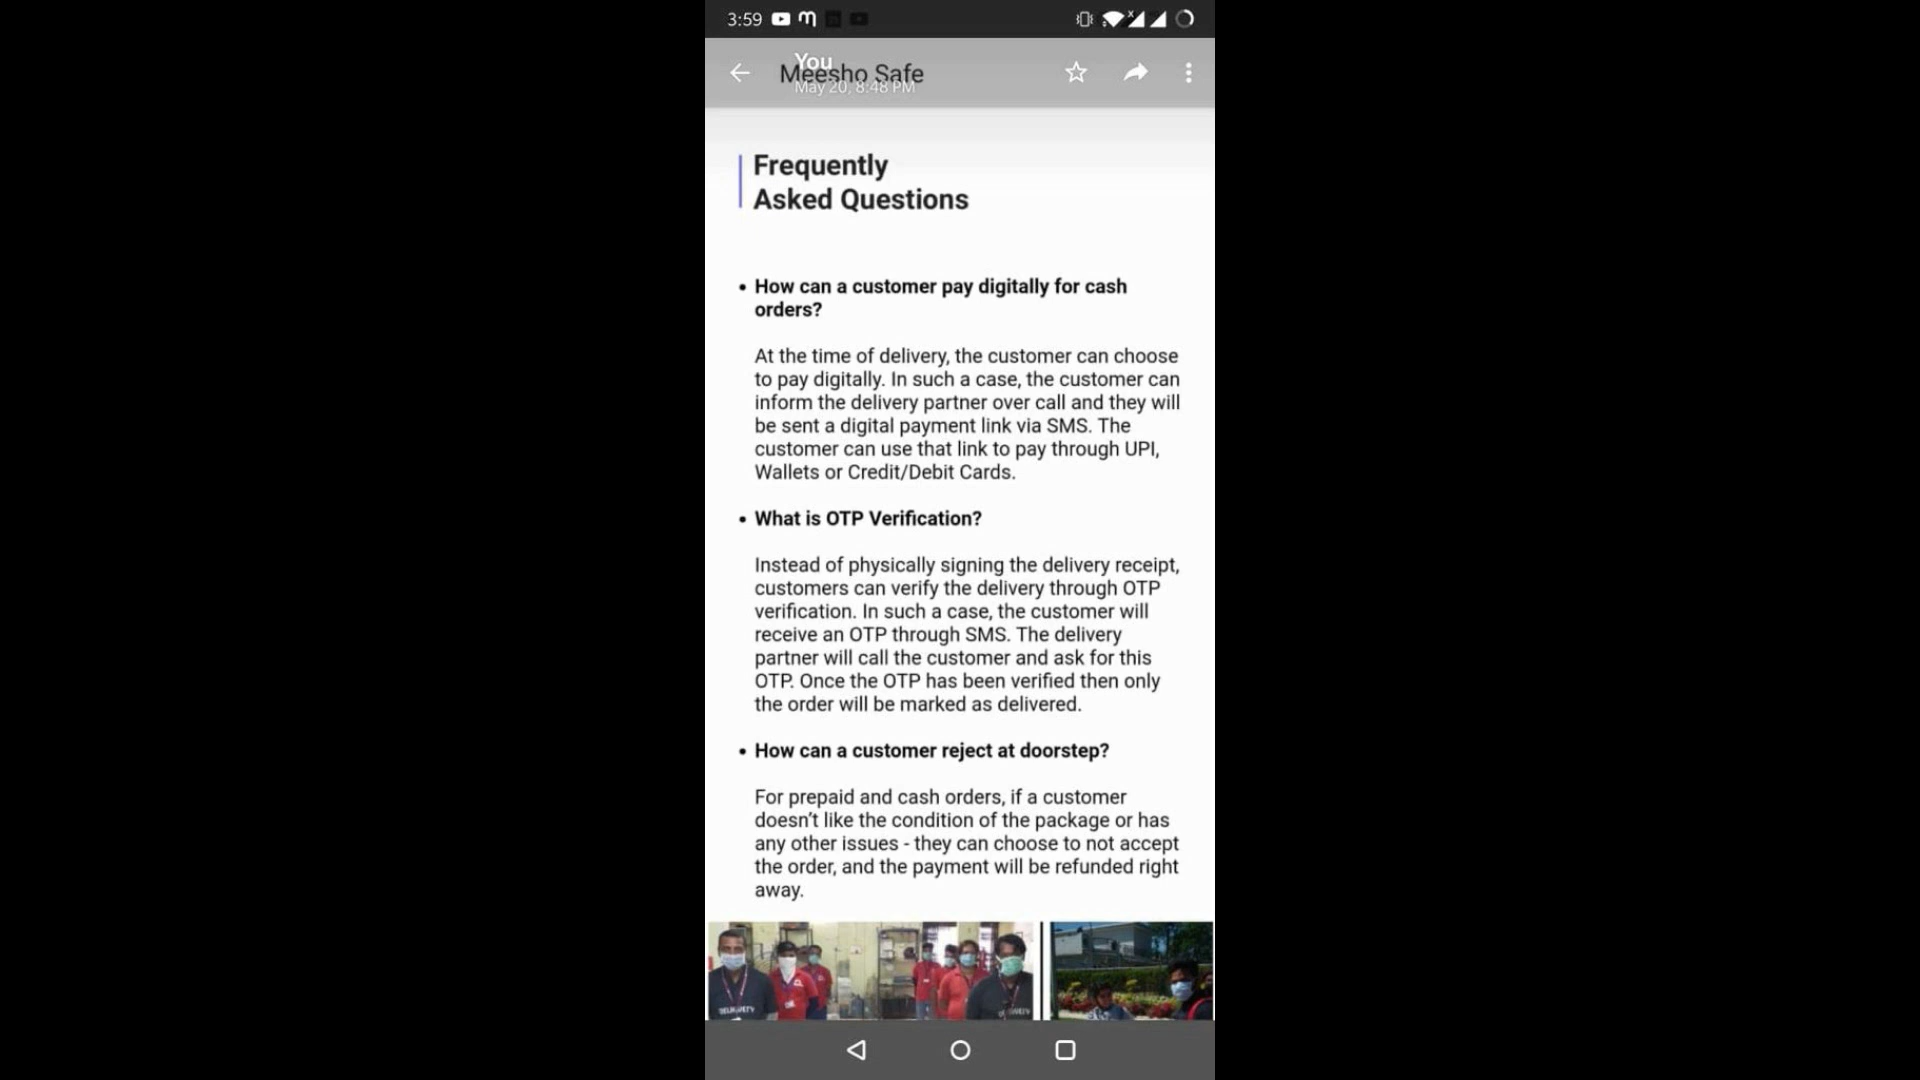 3:59
You
Meesho Safe
May 20, 8:48 PM
Frequently
Asked Questions
• How can a customer pay digitally for cash
orders?
At the time of delivery, the customer can choose
to pay digitally. In such a case, the customer can
inform the delivery partner over call and they will
be sent a digital payment link via SMS. The
customer can use that link to pay through UPI,
Wallets or Credit/Debit Cards.
• What is OTP Verification?
Instead of physically signing the delivery receipt,
customers can verify the delivery through OTP
verification. In such a case, the customer will
receive an OTP through SMS. The delivery
partner will call the customer and ask for this
OTP. Once the OTP has been verified then only
the order will be marked as delivered.
• How can a customer reject at doorstep?
For prepaid and cash orders, if a customer
doesn't like the condition of the package or has
any other issues - they can choose to not accept
the order, and the payment will be refunded right
away.